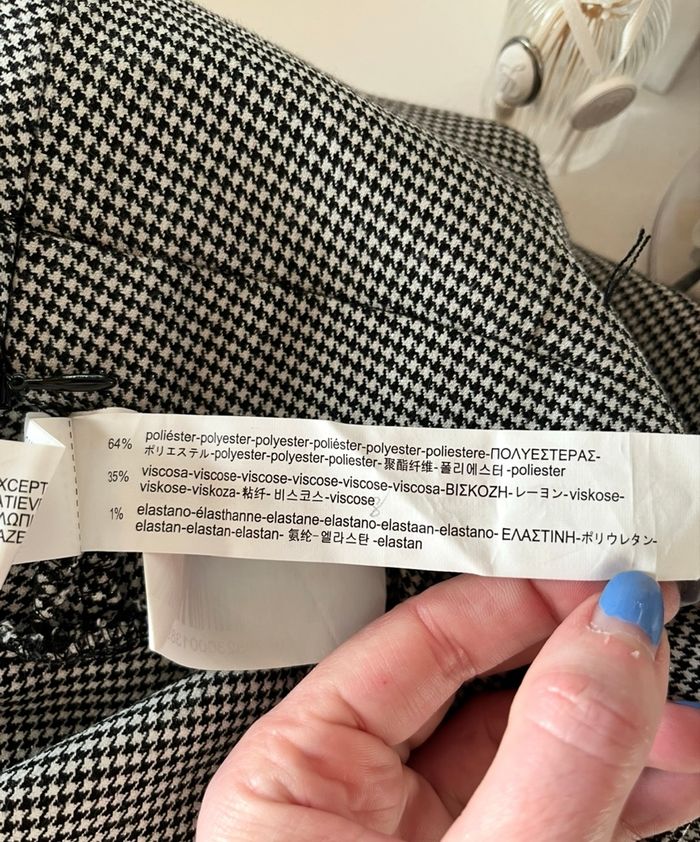 64% poliéster-polyester-polyester-poliéster-polyester-poliestere-ΠΟΛΥΕΣΤΕΡΑΣ-
ポリエステル-polyester-polyester-poliester-聚酯纤维-폴리에스터-poliester
35% viscosa-viscose-viscose-viscose-viscose-viscosa-ΒΙΣΚΟΖΗ-レーヨン-viskose-
viskose-viskoza-粘纤-비스코스-viscose
1% elastano-élasthanne-elastane-elastano-elastaan-elastano-ΕΛΑΣΤΙΝΗ-ポリウレタン-
elastan-elastan-elastan-氨纶-엘라스탄-elastan